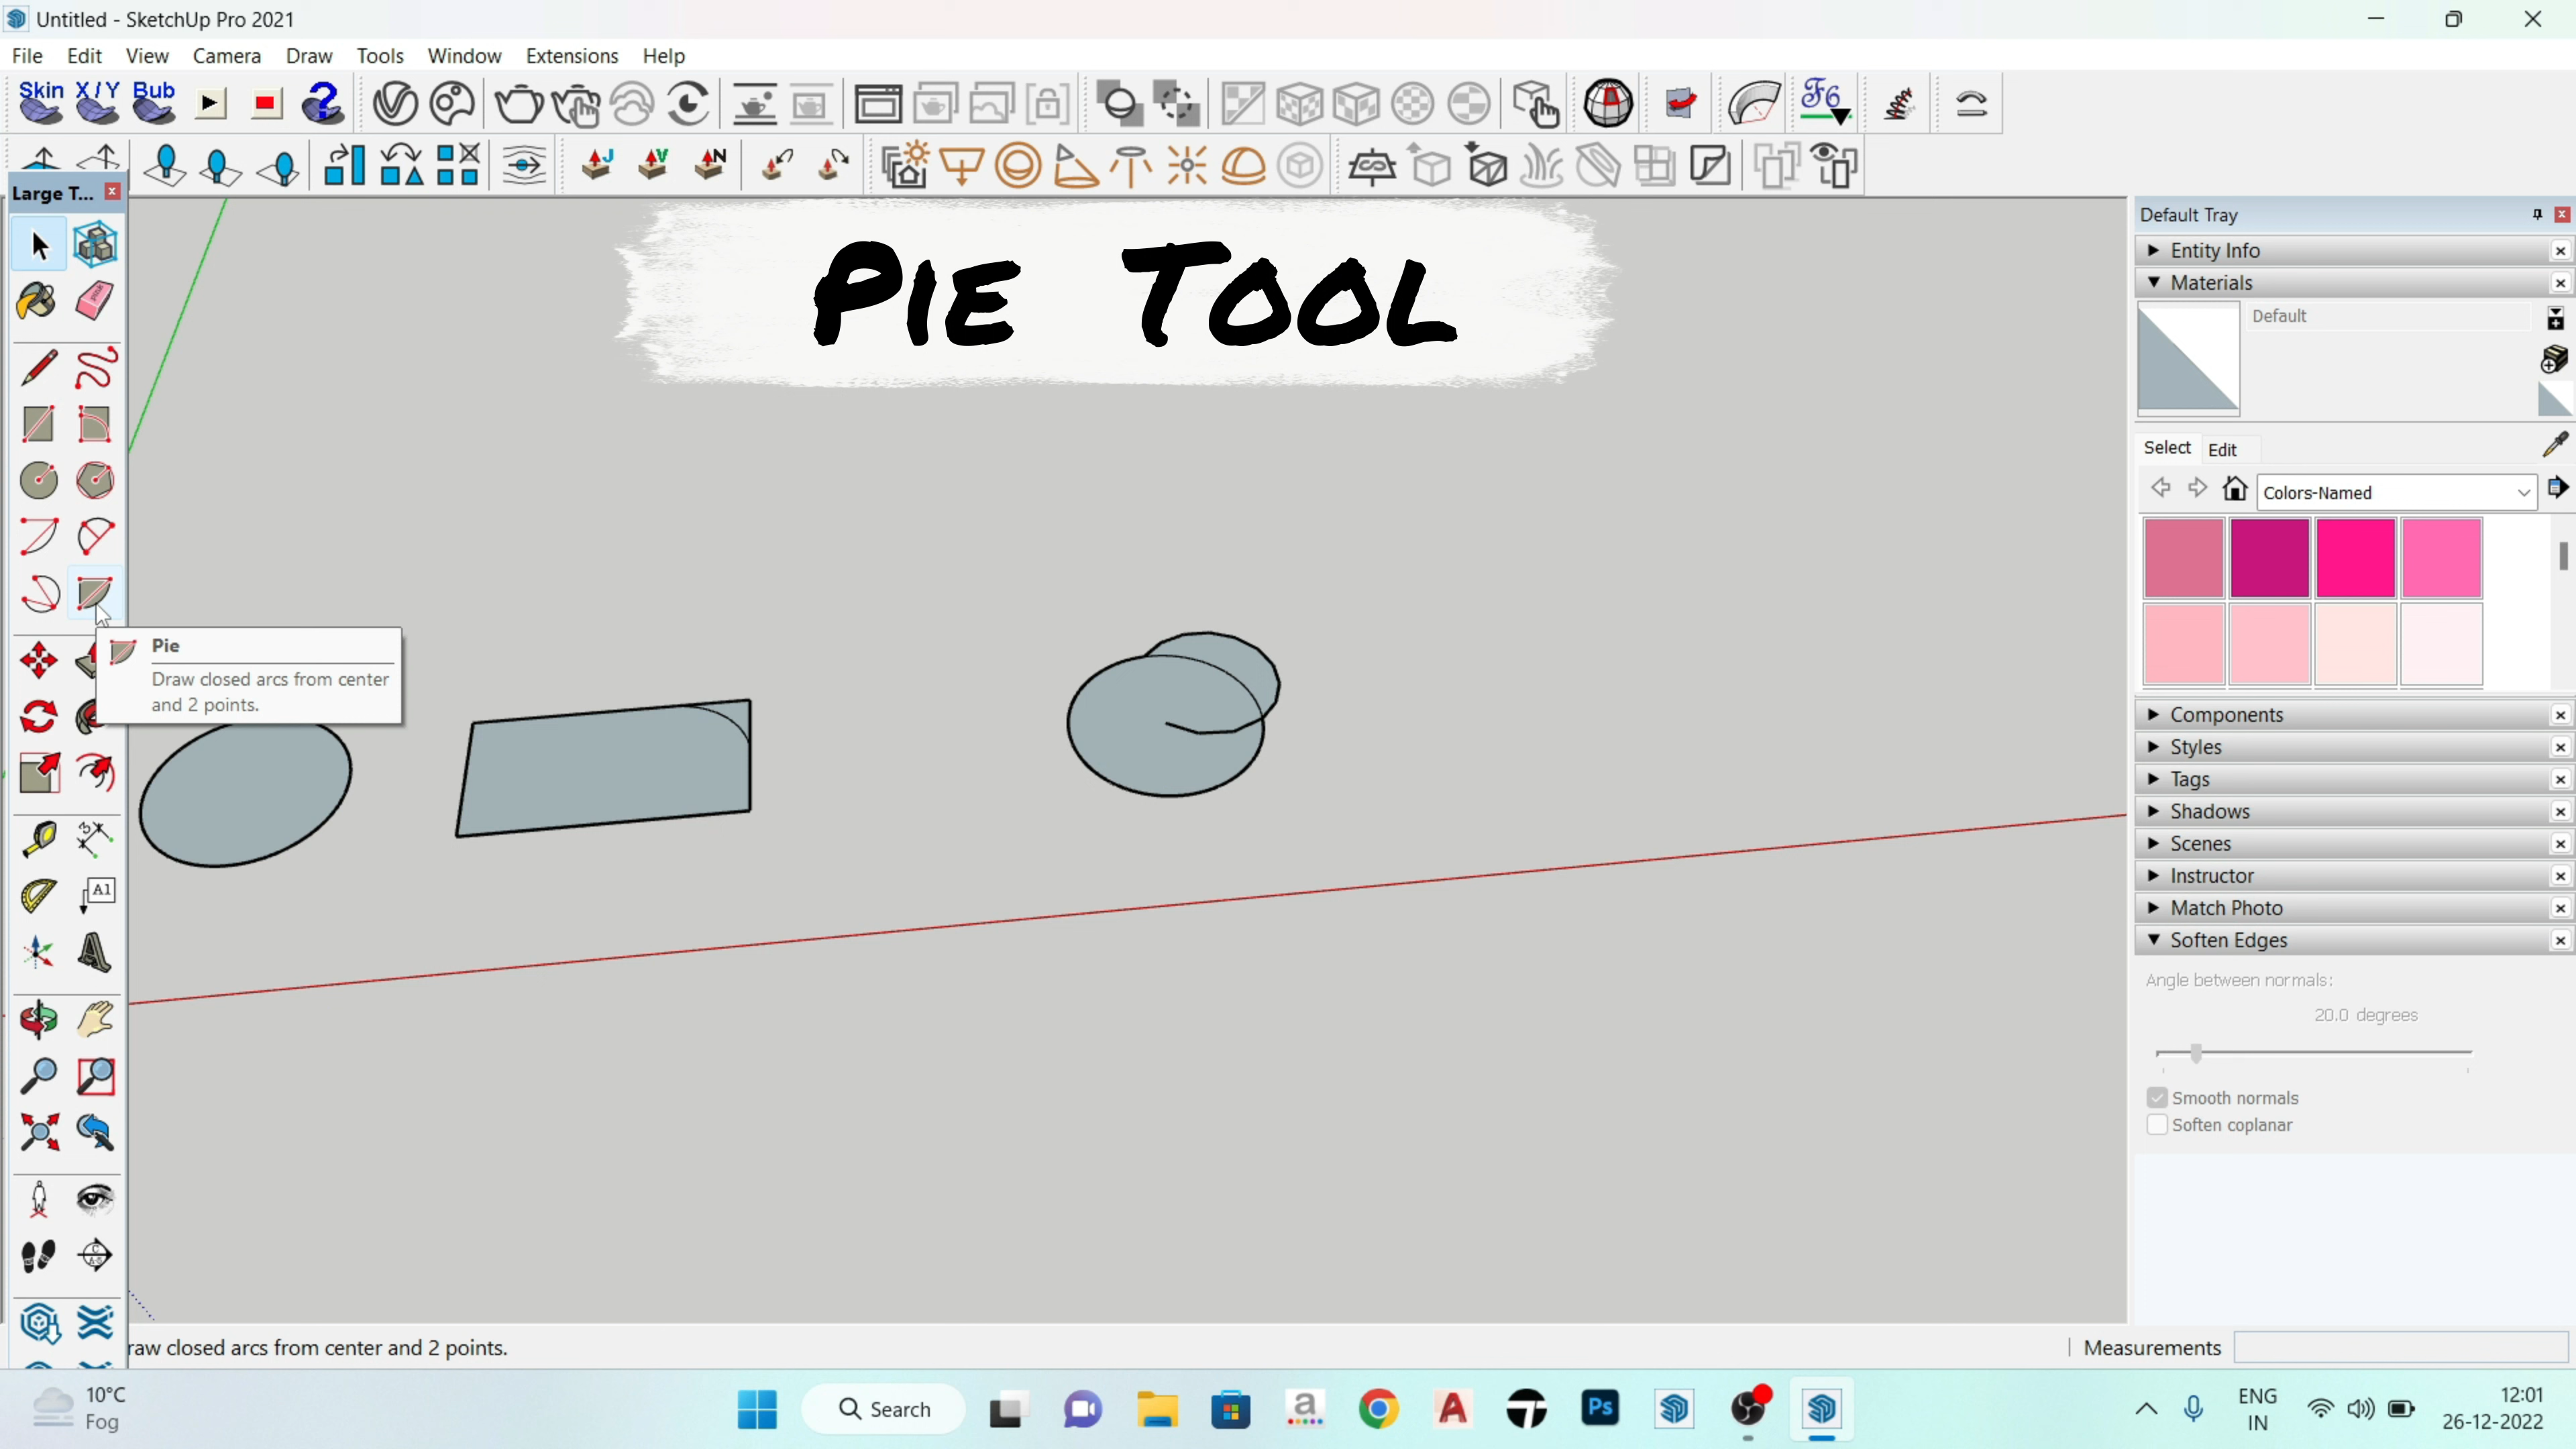 Untitled - SketchUp Pro 2021
File Edit View Camera Draw Tools Window Extensions Help
Skin X/Y Bub
F6
J V N
Large T...
Pie Tool
Default Tray
Entity Info
Materials
Default
Select Edit
Colors-Named
Pie
Draw closed arcs from center
and 2 points.
Components
Styles
Tags
Shadows
Scenes
Instructor
Match Photo
Soften Edges
Angle between normals:
20.0 degrees
Smooth normals
Soften coplanar
A1
raw closed arcs from center and 2 points.
Measurements
10°C
Fog
Search
a
Ps
ENG
IN
12:01
26-12-2022